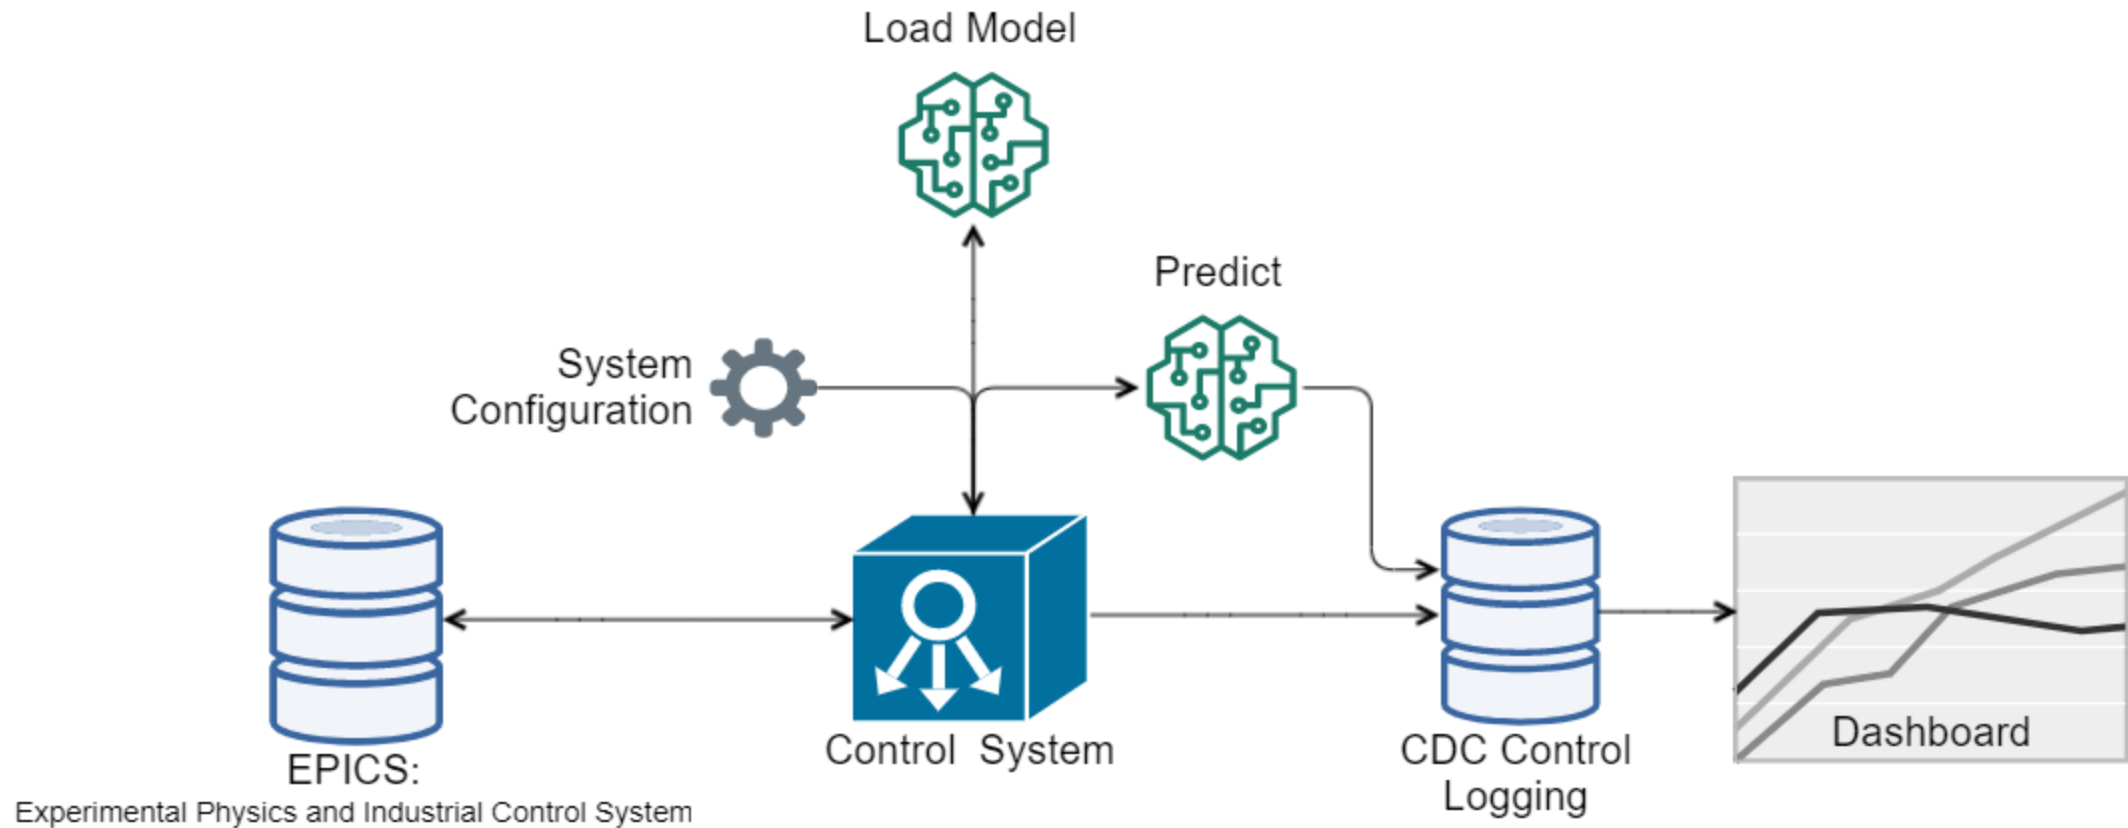 Load Model
Predict
System
Configuration
Control System
EPICS:
Experimental Physics and Industrial Control System
CDC Control
Logging
Dashboard